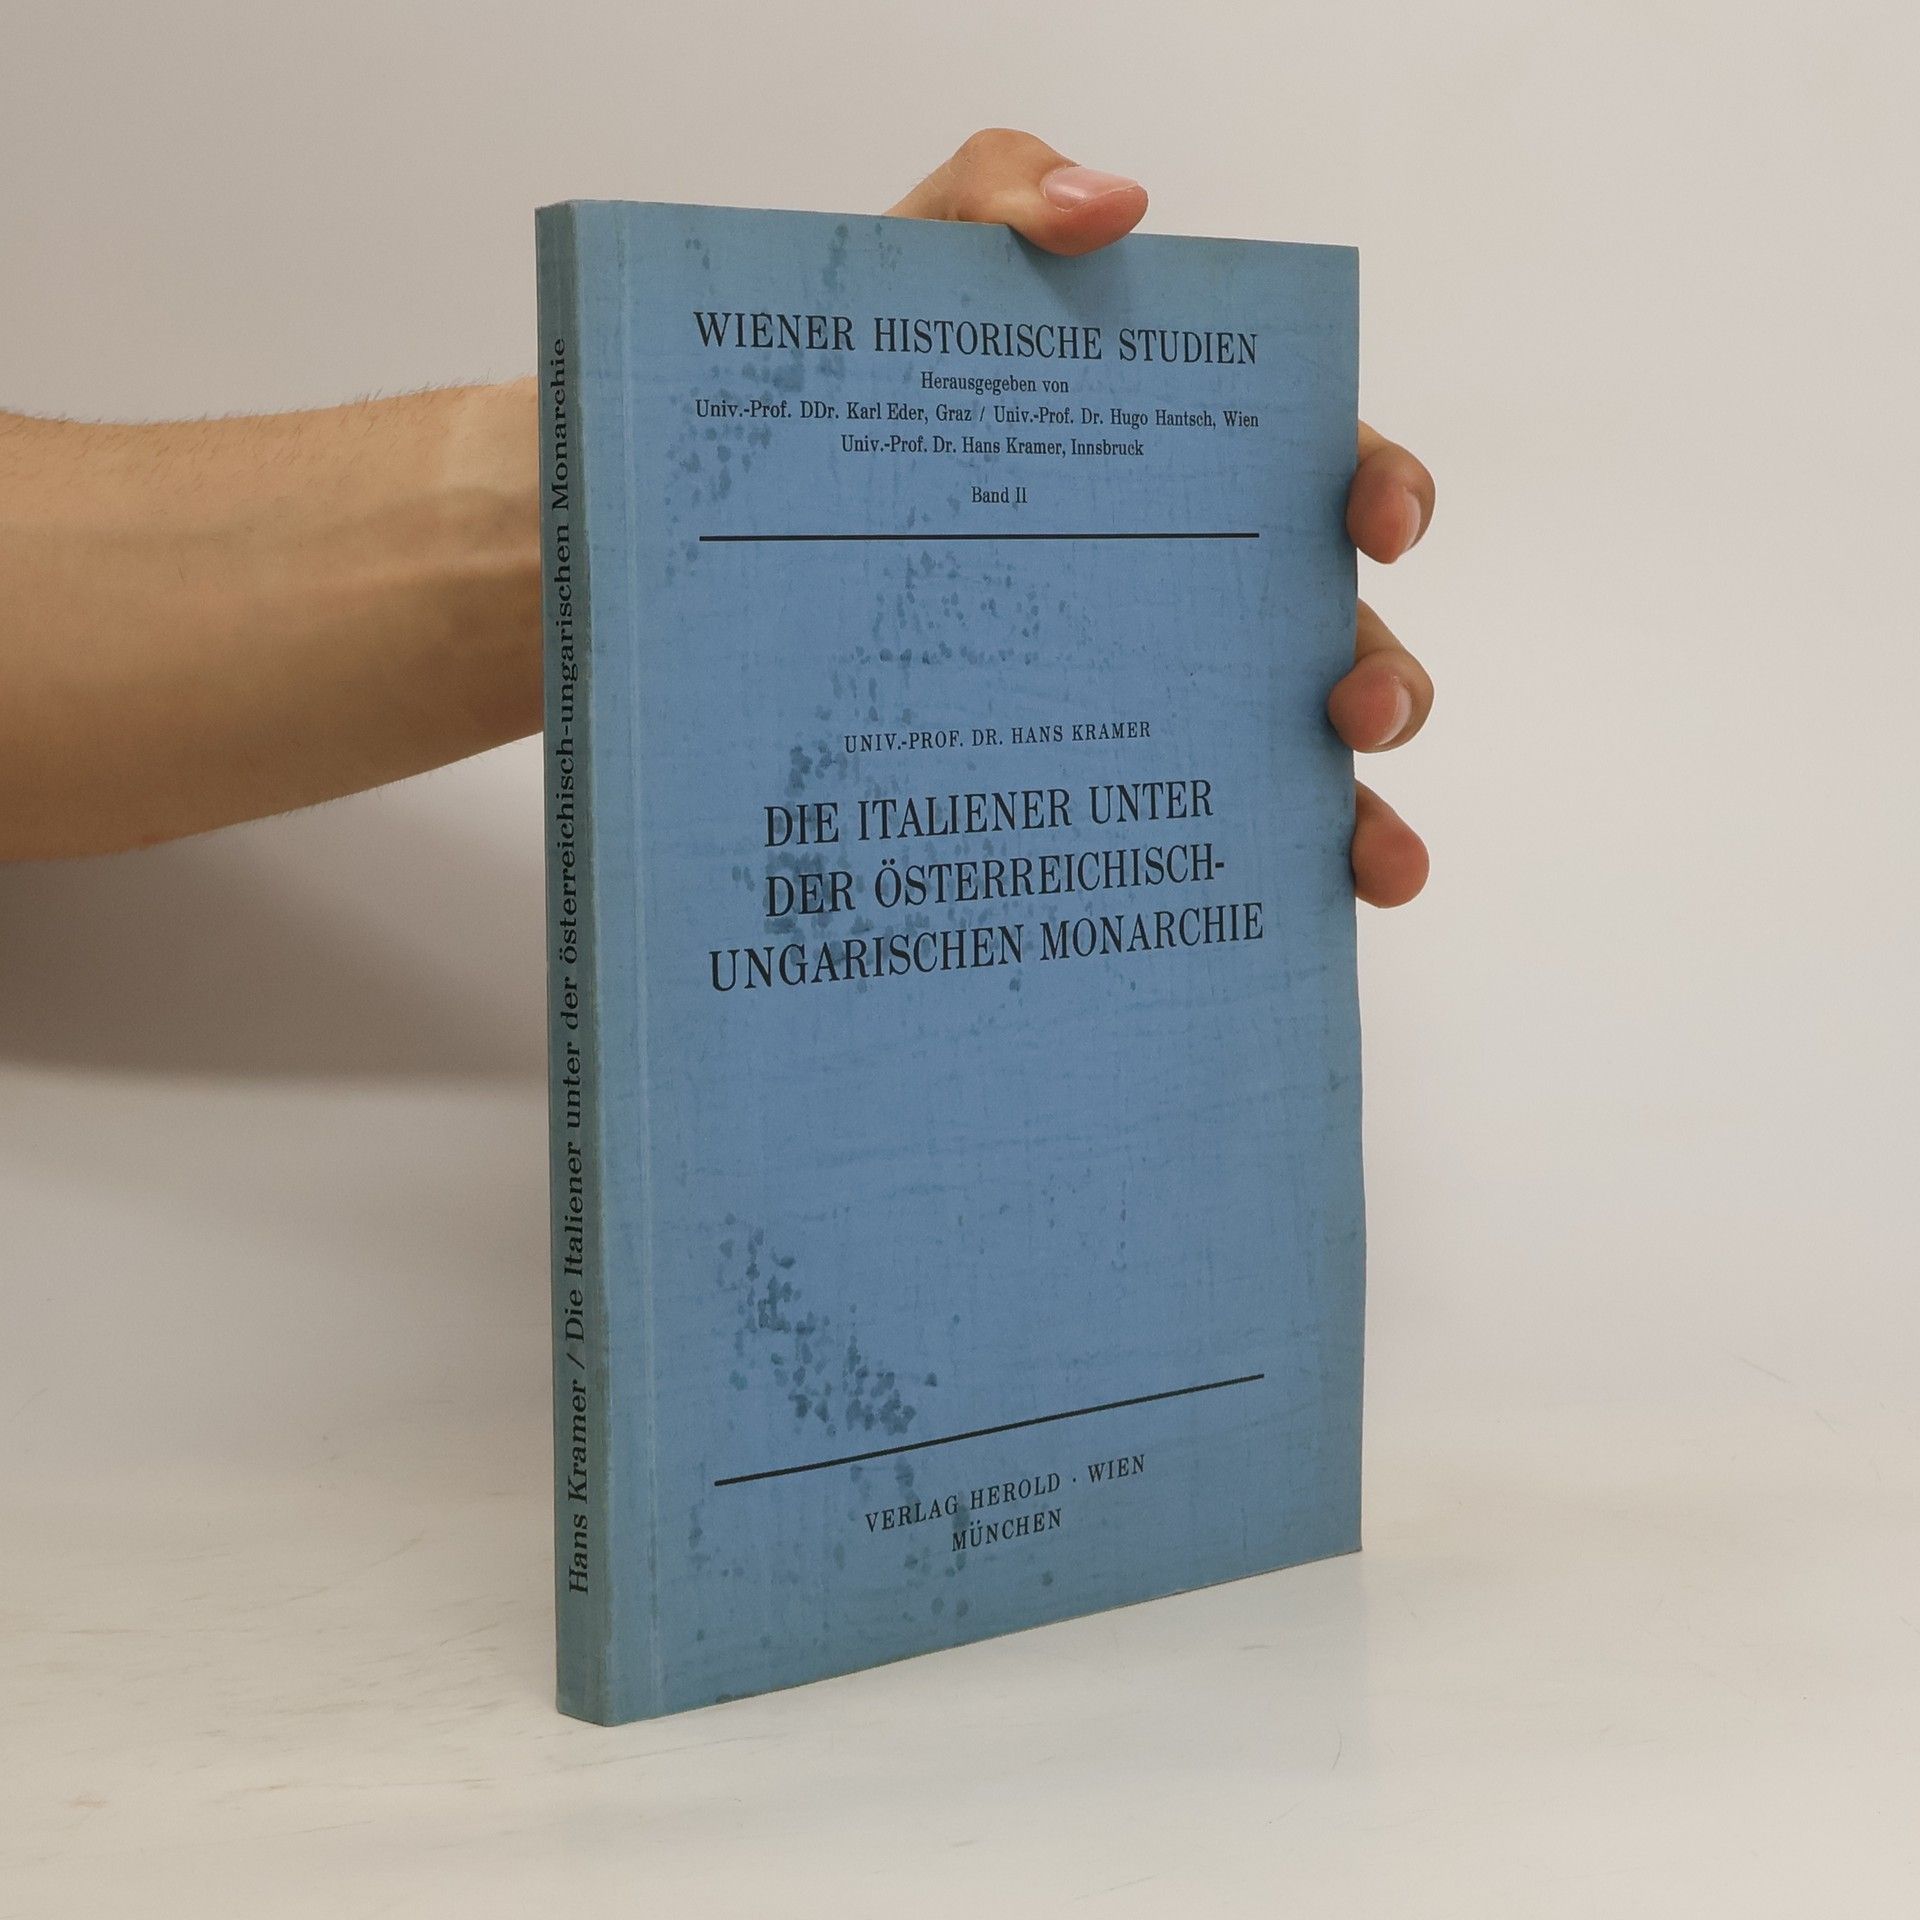 WIENER HISTORISCHE STUDIEN
Herausgegeben von
Univ.-Prof. DDr. Karl Eder, Graz / Univ.-Prof. Dr. Hugo Hantsch, Wien
Univ.-Prof. Dr. Hans Kramer, Innsbruck
Band II
UNIV.-PROF. DR. HANS KRAMER
DIE ITALIENER UNTER
DER ÖSTERREICHISCH-
UNGARISCHEN MONARCHIE
VERLAG HEROLD · WIEN
MÜNCHEN
Hans Kramer / Die Italiener unter der österreichisch-ungarischen Monarchie